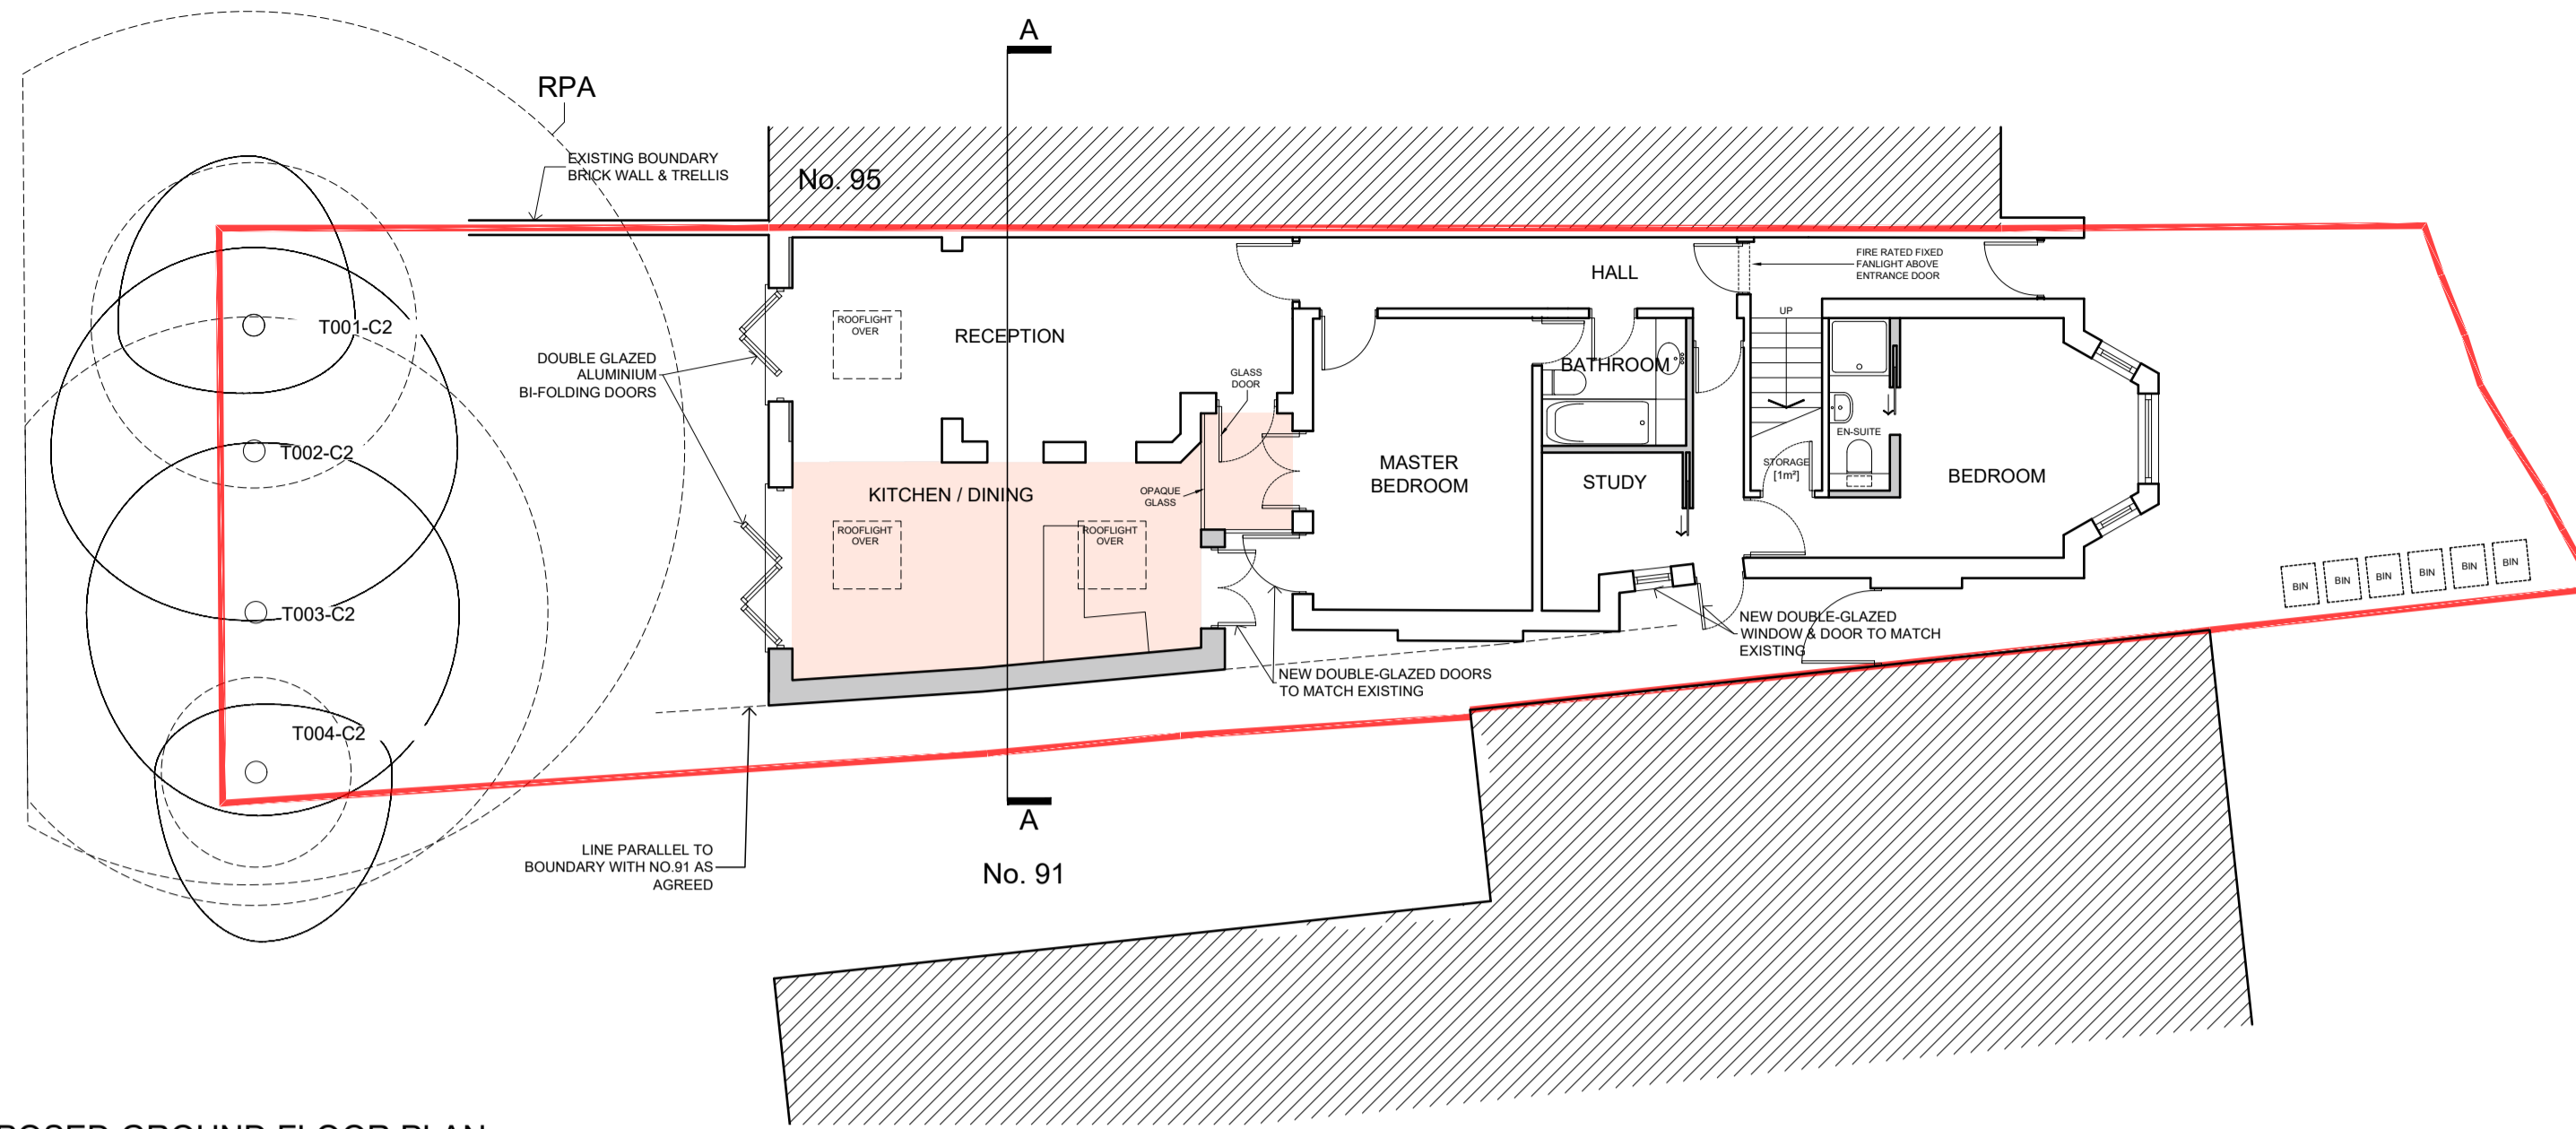 A
RPA
EXISTING BOUNDARY
BRICK WALL & TRELLIS
No. 95
HALL
FIRE RATED FIXED
FANLIGHT ABOVE
ENTRANCE DOOR
UP
ROOFLIGHT
OVER
RECEPTION
T001-C2
DOUBLE GLAZED
ALUMINIUM
BI-FOLDING DOORS
GLASS
DOOR
BATHROOM
T002-C2
EN-SUITE
MASTER
BEDROOM
STORAGE
[1m²]
STUDY
BEDROOM
KITCHEN / DINING
OPAQUE
GLASS
ROOFLIGHT
OVER
ROOFLIGHT
OVER
BIN
BIN
BIN
BIN
BIN
BIN
T003-C2
NEW DOUBLE-GLAZED
WINDOW & DOOR TO MATCH
EXISTING
NEW DOUBLE-GLAZED DOORS
TO MATCH EXISTING
T004-C2
A
LINE PARALLEL TO
BOUNDARY WITH NO.91 AS
AGREED
No. 91
POSED GROUND FLOOR PLAN